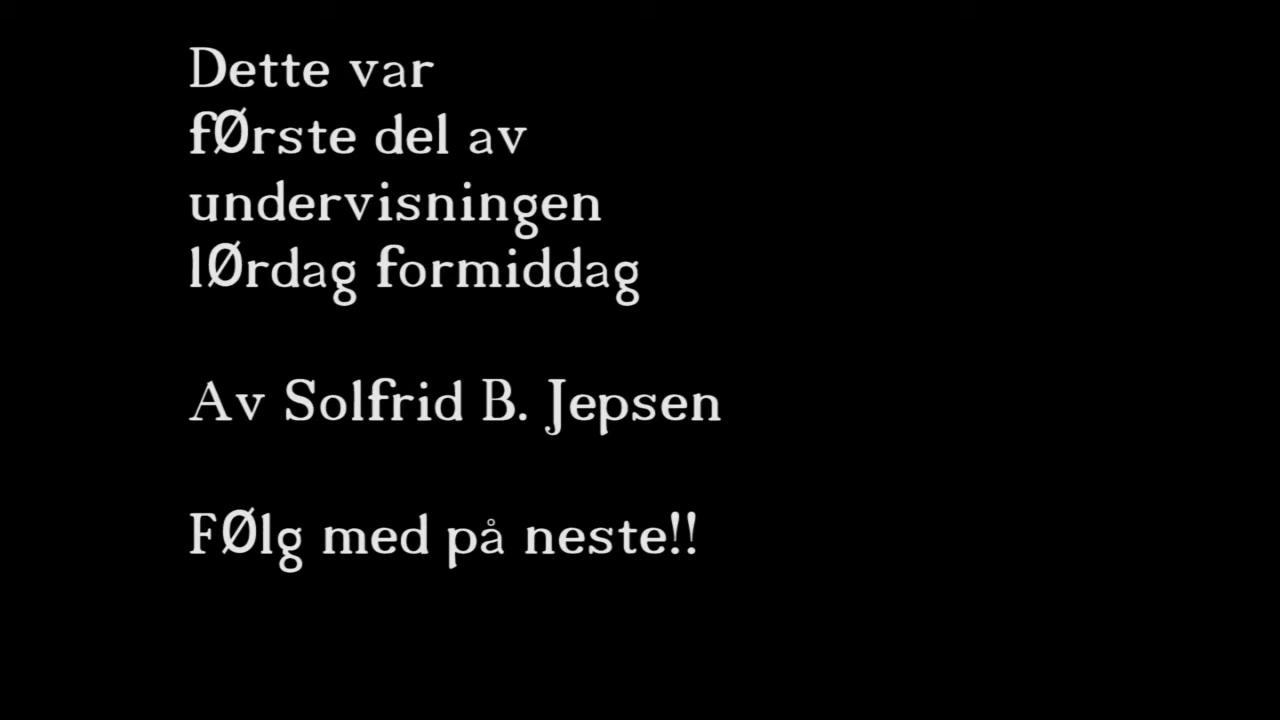 Dette var
fØrste del av
undervisningen
lØrdag formiddag
Av Solfrid B. Jepsen
FØlg med på neste!!